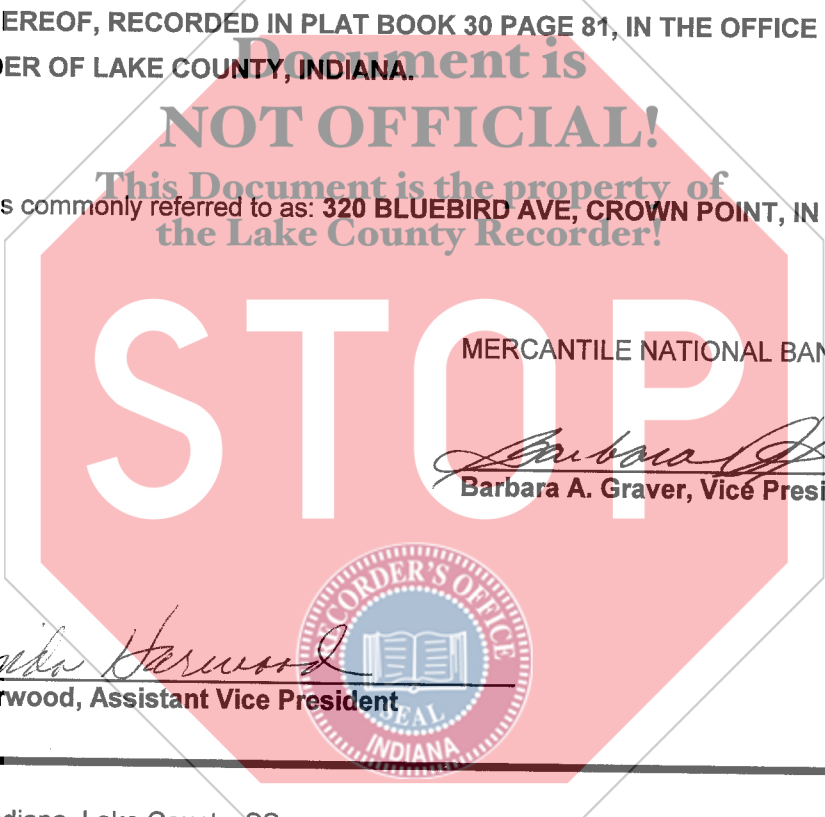 EREOF, RECORDED IN PLAT BOOK 30 PAGE 81, IN THE OFFICE
ER OF LAKE COUNTY, INDIANA.
Document is
NOT OFFICIAL!
This Document is the property of
s commonly referred to as: 320 BLUEBIRD AVE, CROWN POINT, IN
the Lake County Recorder!
STOP
MERCANTILE NATIONAL BAN
Barbara
Barbara A. Graver, Vice Presi
Harwood
rwood, Assistant Vice President
RECORDER'S OFFICE
SEAL
INDIANA